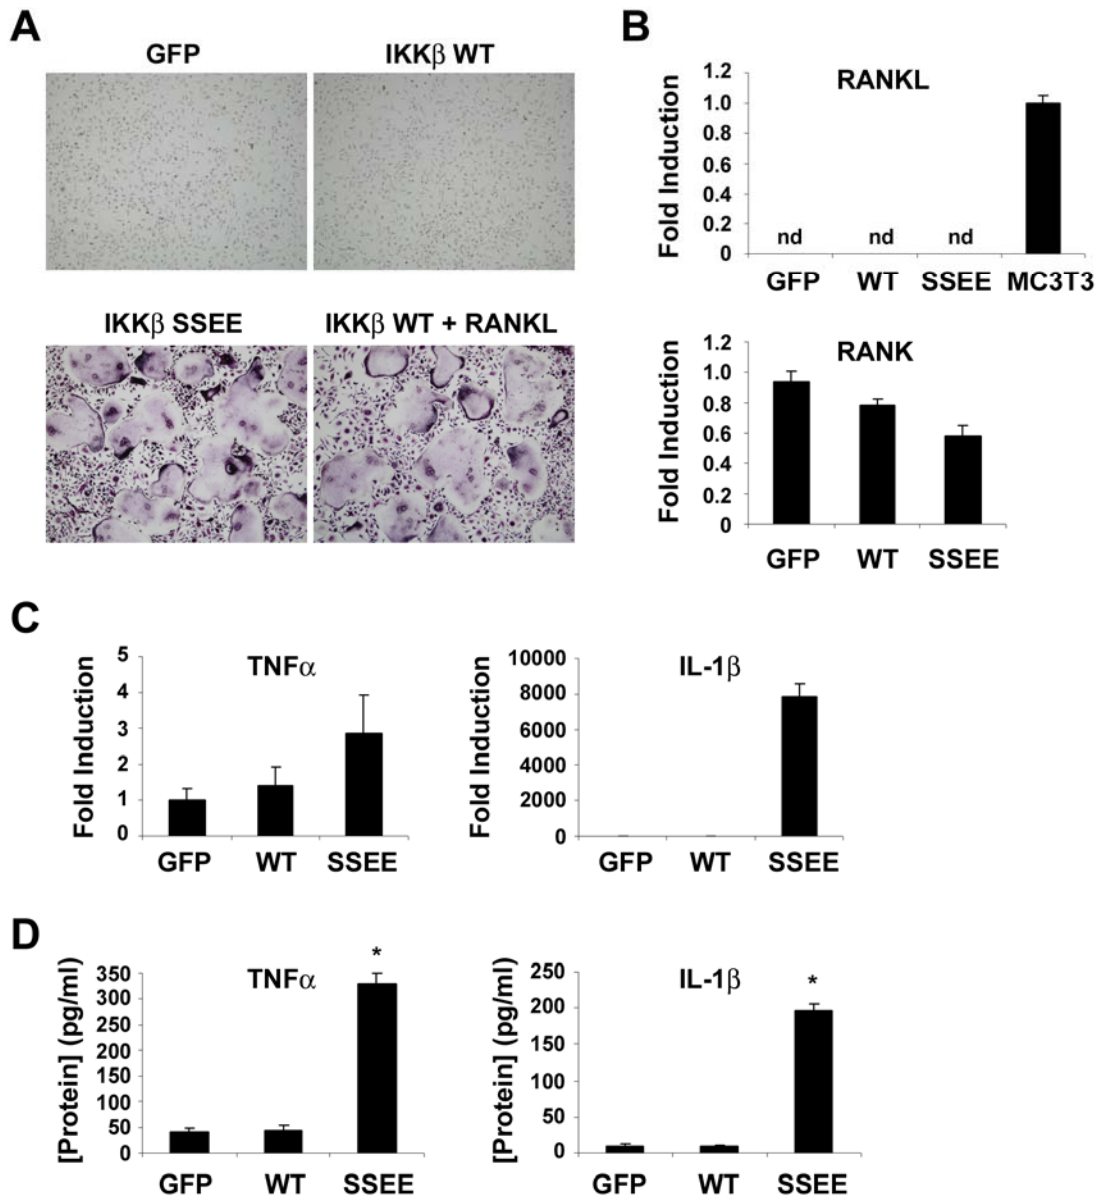 A
GFP
IKKβ WT
IKKβ SSEE
IKKβ WT + RANKL
B
RANKL
Fold Induction
1.2
1.0
0.8
0.6
0.4
0.2
0
nd nd nd
GFP WT SSEE MC3T3
RANK
Fold Induction
1.2
1.0
0.8
0.6
0.4
0.2
0
GFP WT SSEE
C
TNFα
Fold Induction
5
4
3
2
1
0
GFP WT SSEE
IL-1β
Fold Induction
10000
8000
6000
4000
2000
0
GFP WT SSEE
D
TNFα
[Protein] (pg/ml)
350
300
250
200
150
100
50
0
*
GFP WT SSEE
IL-1β
[Protein] (pg/ml)
250
200
150
100
50
0
*
GFP WT SSEE